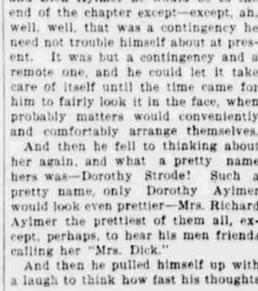 end of the chapter except—except, ah,
well, well, that was a contingency he
need not trouble himself about at pres-
ent. It was but a contingency and a
remote one, and he could let it take
care of itself until the time came for
him to fairly look it in the face, when
probably matters would conveniently
and comfortably arrange themselves.
And then he fell to thinking about
her again, and what a pretty name
hers was—Dorothy Strode! Such a
pretty name, only Dorothy Aylmer
would look even prettier—Mrs. Richard
Aylmer the prettiest of them all, ex-
cept, perhaps, to hear his men friends
calling her "Mrs. Dick."
And then he pulled himself up with
a laugh to think how fast his thoughts